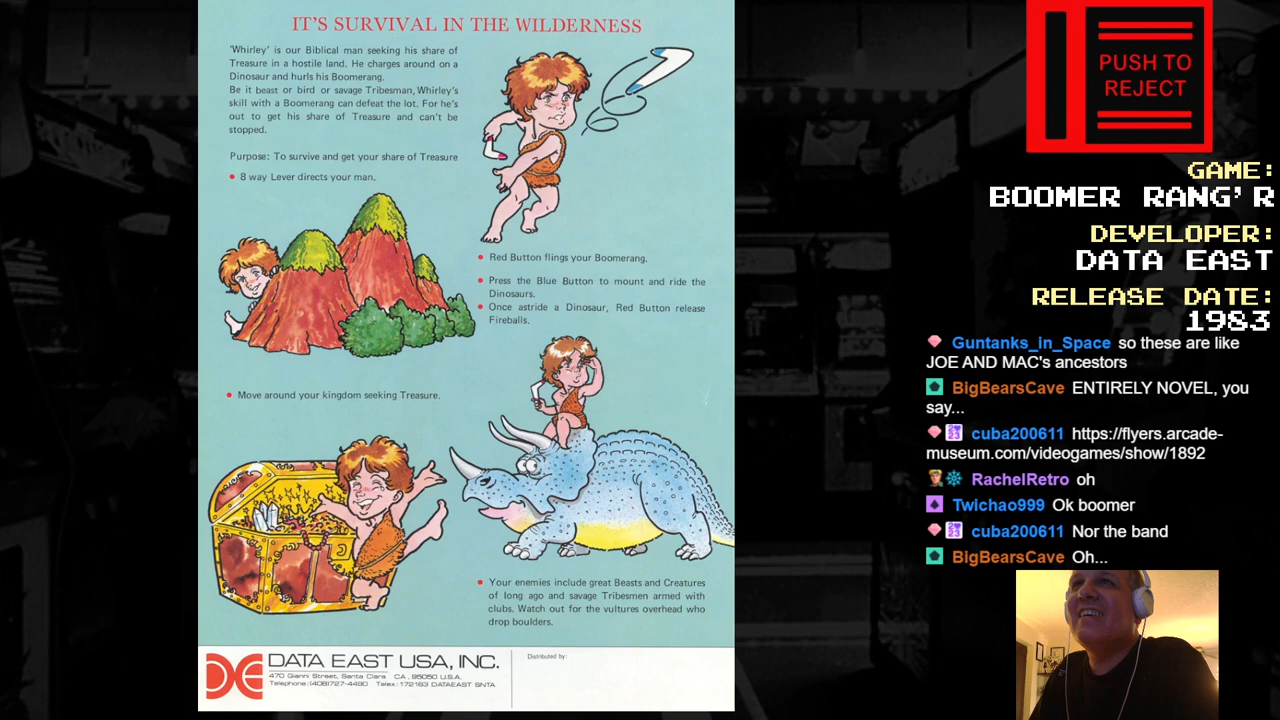 IT'S SURVIVAL IN THE WILDERNESS
'Whirley' is our Biblical man seeking his share of
Treasure in a hostile land. He charges around on a
Dinosaur and hurls his Boomerang.
Be it beast or bird or savage Tribesman, Whirley's
skill with a Boomerang can defeat the lot. For he's
out to get his share of Treasure and can't be
stopped.
Purpose: To survive and get your share of Treasure
• 8 way Lever directs your man.
• Red Button flings your Boomerang.
• Press the Blue Button to mount and ride the
Dinosaurs.
• Once astride a Dinosaur, Red Button release
Fireballs.
• Move around your kingdom seeking Treasure.
• Your enemies include great Beasts and Creatures
of long ago and savage Tribesmen armed with
clubs. Watch out for the vultures overhead who
drop boulders.
DATA EAST USA, INC.
470 Gianni Street, Santa Clara CA, 95050 U.S.A.
Telephone:(408)727-4490 Telex:172163 DATAEAST SNTA
Distributed by:
PUSH TO
REJECT
GAME:
BOOMER RANG'R
DEVELOPER:
DATA EAST
RELEASE DATE:
1983
Guntanks_in_Space so these are like
JOE AND MAC's ancestors
BigBearsCave ENTIRELY NOVEL, you
say...
cuba200611 https://flyers.arcade-
museum.com/videogames/show/1892
RachelRetro oh
Twichao999 Ok boomer
cuba200611 Nor the band
BigBearsCave Oh...